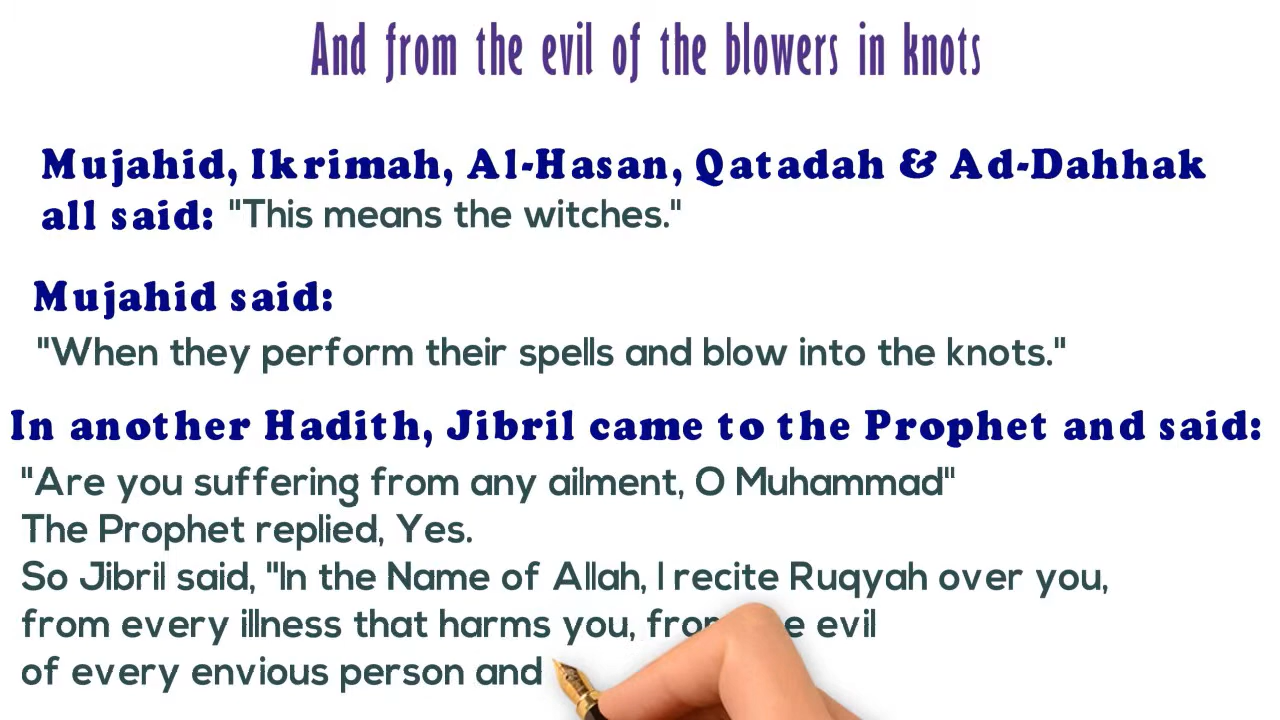 And from the evil of the blowers in knots
Mujahid, Ikrimah, Al-Hasan, Qatadah & Ad-Dahhak
all said: "This means the witches."
Mujahid said:
"When they perform their spells and blow into the knots."
In another Hadith, Jibril came to the Prophet and said:
"Are you suffering from any ailment, O Muhammad"
The Prophet replied, Yes.
So Jibril said, "In the Name of Allah, I recite Ruqyah over you,
from every illness that harms you, evil
of every envious person and